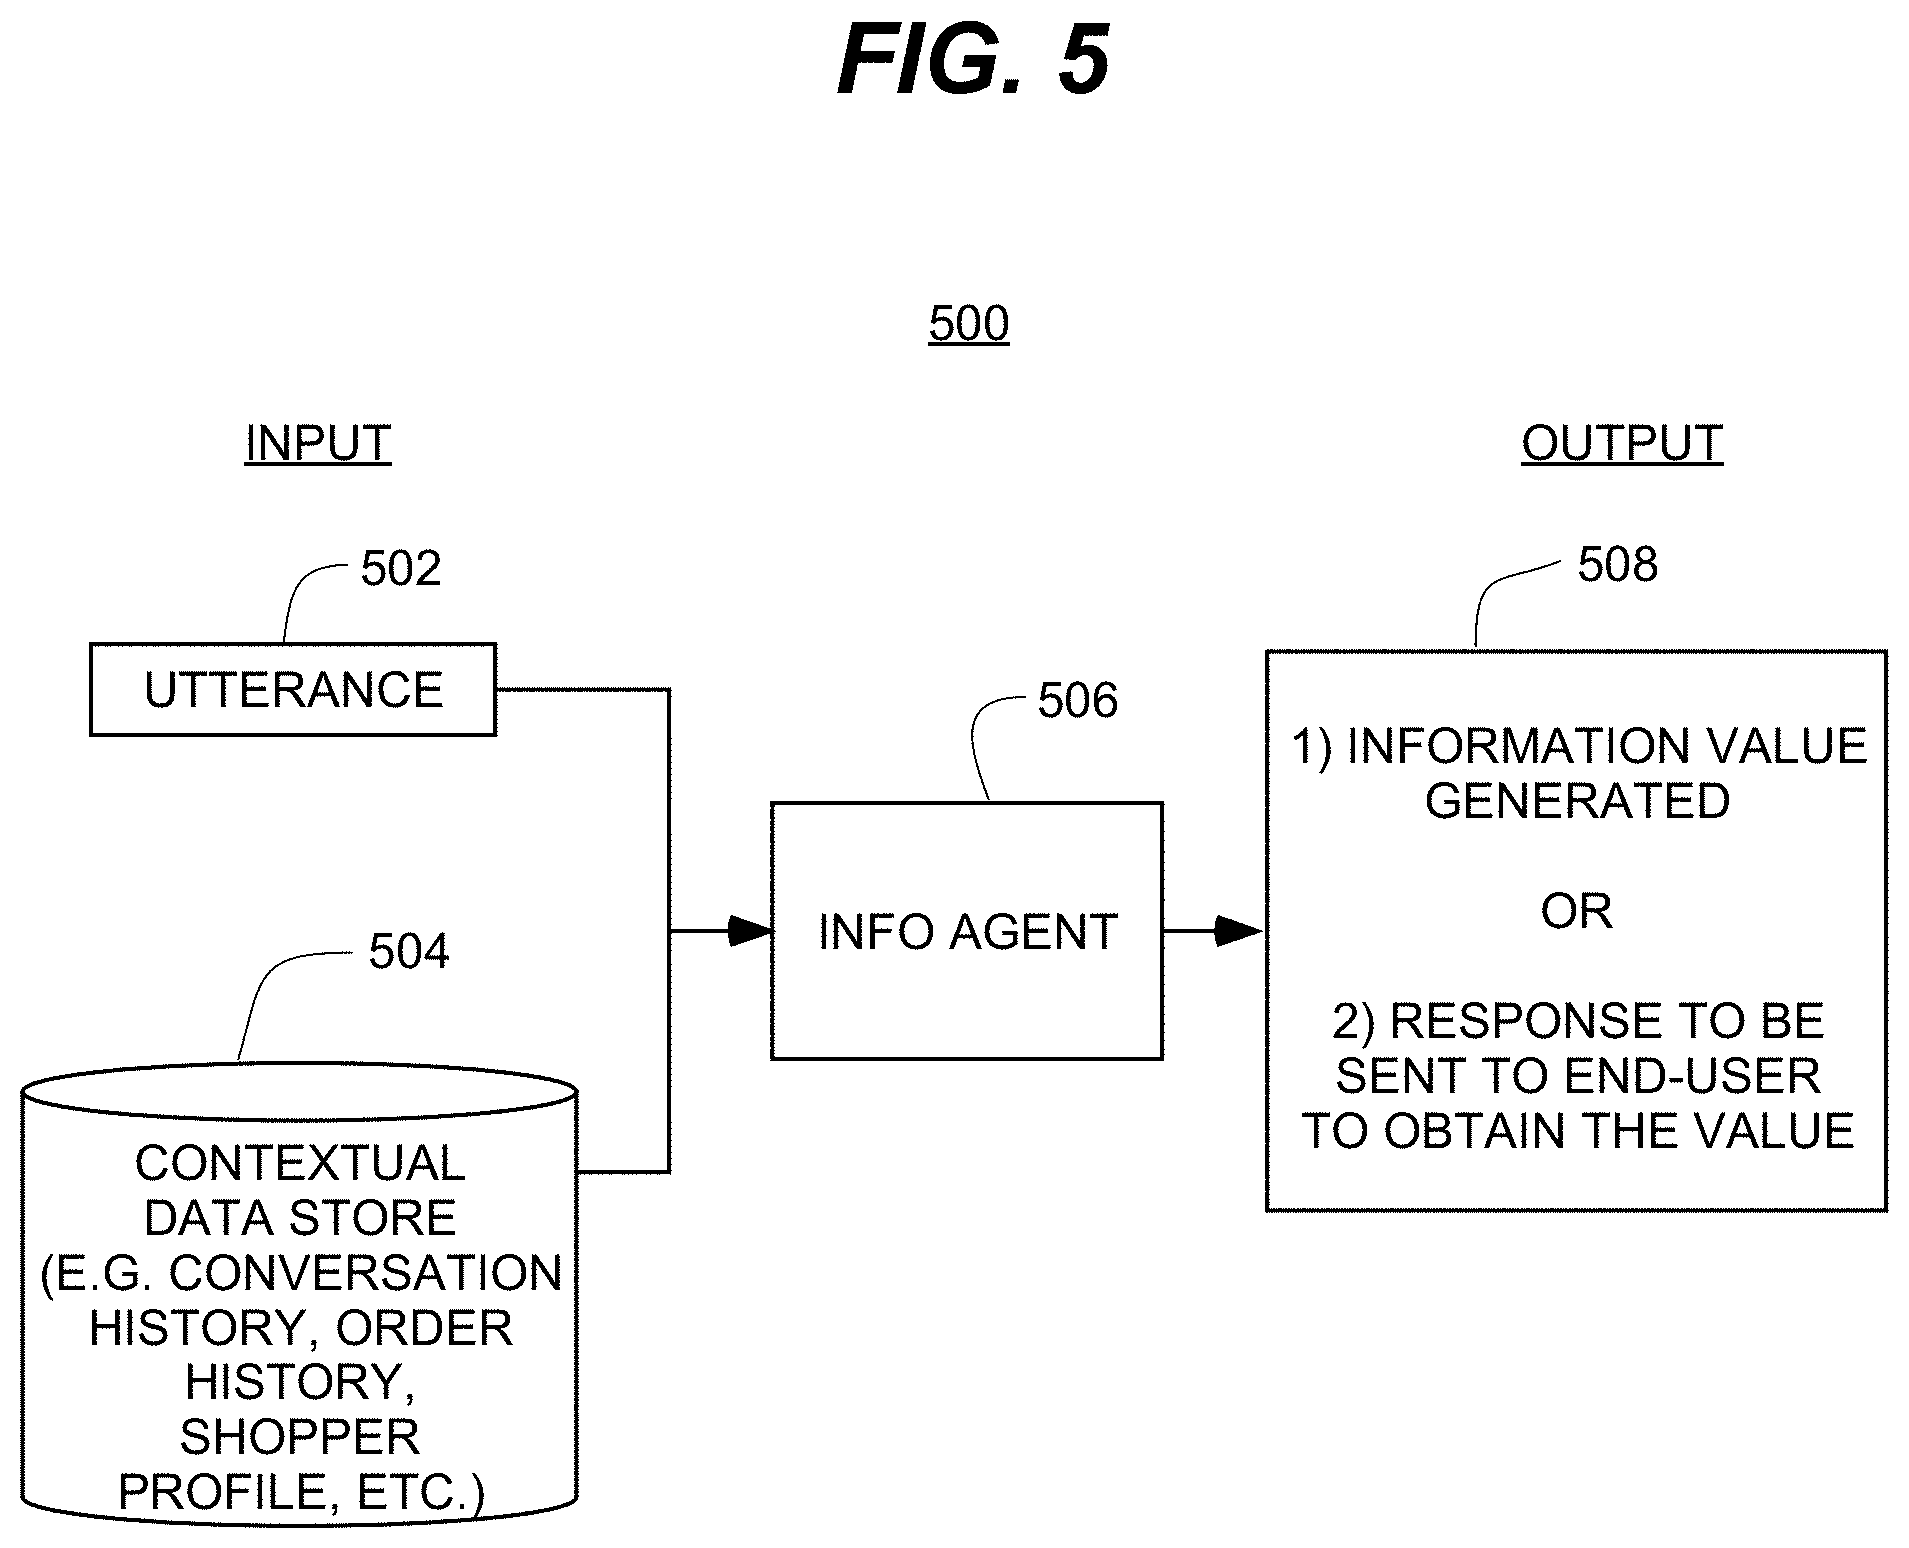 FIG. 5
500
INPUT
OUTPUT
502
508
UTTERANCE
506
1) INFORMATION VALUE
GENERATED
INFO AGENT
OR
504
2) RESPONSE TO BE
SENT TO END-USER
TO OBTAIN THE VALUE
CONTEXTUAL
DATA STORE
(E.G. CONVERSATION
HISTORY, ORDER
HISTORY,
SHOPPER
PROFILE, ETC.)